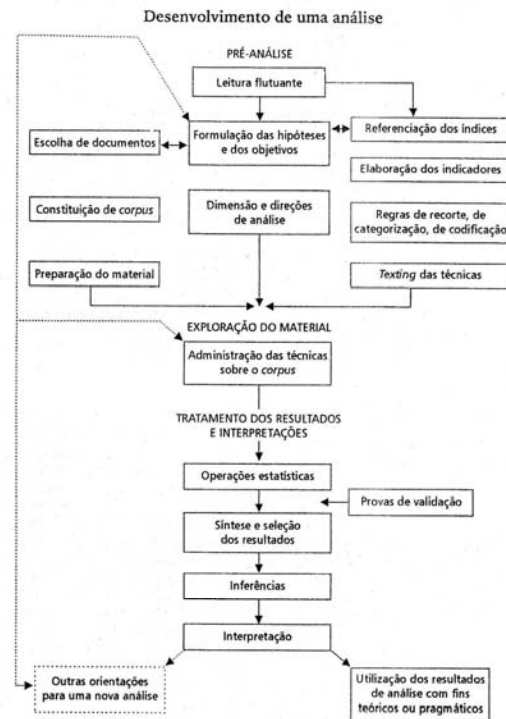 Desenvolvimento de uma análise
PRÉ-ANÁLISE
Leitura flutuante
Escolha de documentos
Formulação das hipóteses
e dos objetivos
Referenciação dos índices
Elaboração dos indicadores
Constituição de corpus
Dimensão e direções
de análise
Regras de recorte, de
categorização, de codificação
Preparação do material
Texting das técnicas
EXPLORAÇÃO DO MATERIAL
Administração das técnicas
sobre o corpus
TRATAMENTO DOS RESULTADOS
E INTERPRETAÇÕES
Operações estatísticas
Provas de validação
Síntese e seleção
dos resultados
Inferências
Interpretação
Outras orientações
para uma nova análise
Utilização dos resultados
de análise com fins
teóricos ou pragmáticos